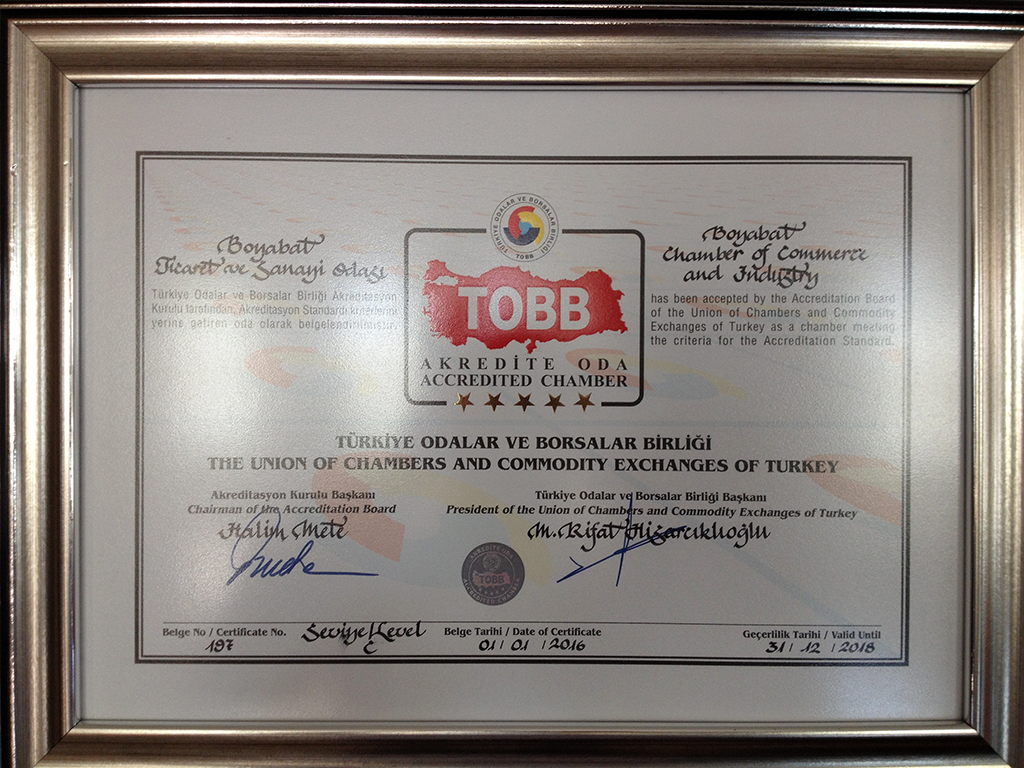 TÜRKİYE ODALAR VE BORSALAR BİRLİĞİ
TOBB
Boyabat
Ticaret ve Sanayi Odası
Türkiye Odalar ve Borsalar Birliği Akreditasyon
Kurulu tarafından, Akreditasyon Standardı kriterlerini
yerine getiren oda olarak belgelendirilmiştir.
TOBB
AKREDİTE ODA
ACCREDITED CHAMBER
Boyabat
Chamber of Commerce
and Industry
has been accepted by the Accreditation Board
of the Union of Chambers and Commodity
Exchanges of Turkey as a chamber meeting
the criteria for the Accreditation Standard.
TÜRKİYE ODALAR VE BORSALAR BİRLİĞİ
THE UNION OF CHAMBERS AND COMMODITY EXCHANGES OF TURKEY
Akreditasyon Kurulu Başkanı
Chairman of the Accreditation Board
Halim Mete
Türkiye Odalar ve Borsalar Birliği Başkanı
President of the Union of Chambers and Commodity Exchanges of Turkey
M. Rifat Hisarcıklıoğlu
AKREDİTE ODA
TOBB
ACCREDITED CHAMBER
Belge No / Certificate No.
197
Seviye/Level
C
Belge Tarihi / Date of Certificate
01 / 01 / 2016
Geçerlilik Tarihi / Valid Until
31 / 12 / 2018